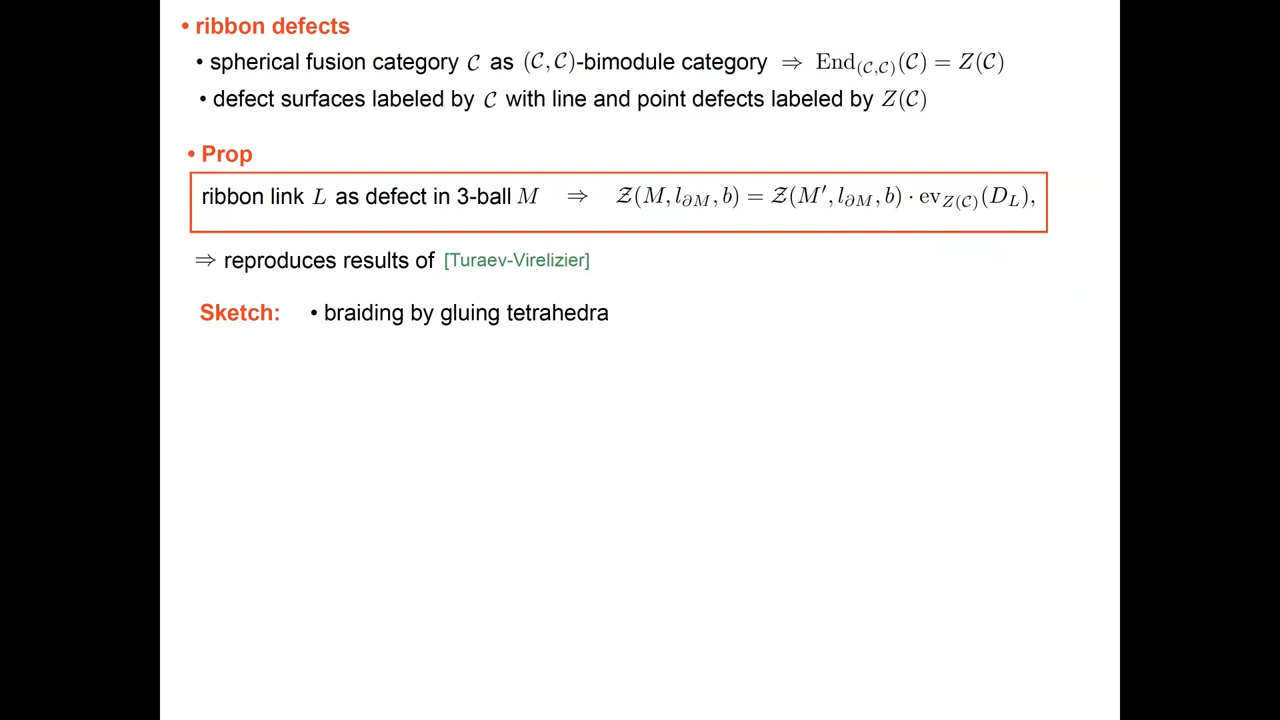 • ribbon defects
• spherical fusion category 𝒞 as (𝒞, 𝒞)-bimodule category ⇒ End₍𝒞,𝒞₎(𝒞) = Z(𝒞)
• defect surfaces labeled by 𝒞 with line and point defects labeled by Z(𝒞)
• Prop
ribbon link L as defect in 3-ball M ⇒ 𝒵(M, l_{∂M}, b) = 𝒵(M′, l_{∂M}, b) · ev_{Z(𝒞)}(D_L),
⇒ reproduces results of [Turaev-Virelizier]
Sketch: • braiding by gluing tetrahedra